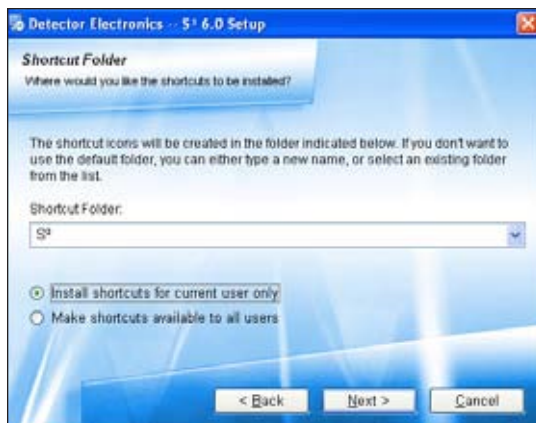 Detector Electronics -- S³ 6.0 Setup
Shortcut Folder
Where would you like the shortcuts to be installed?
The shortcut icons will be created in the folder indicated below. If you don't want to
use the default folder, you can either type a new name, or select an existing folder
from the list.
Shortcut Folder:
S³
Install shortcuts for current user only
Make shortcuts available to all users
< Back
Next >
Cancel